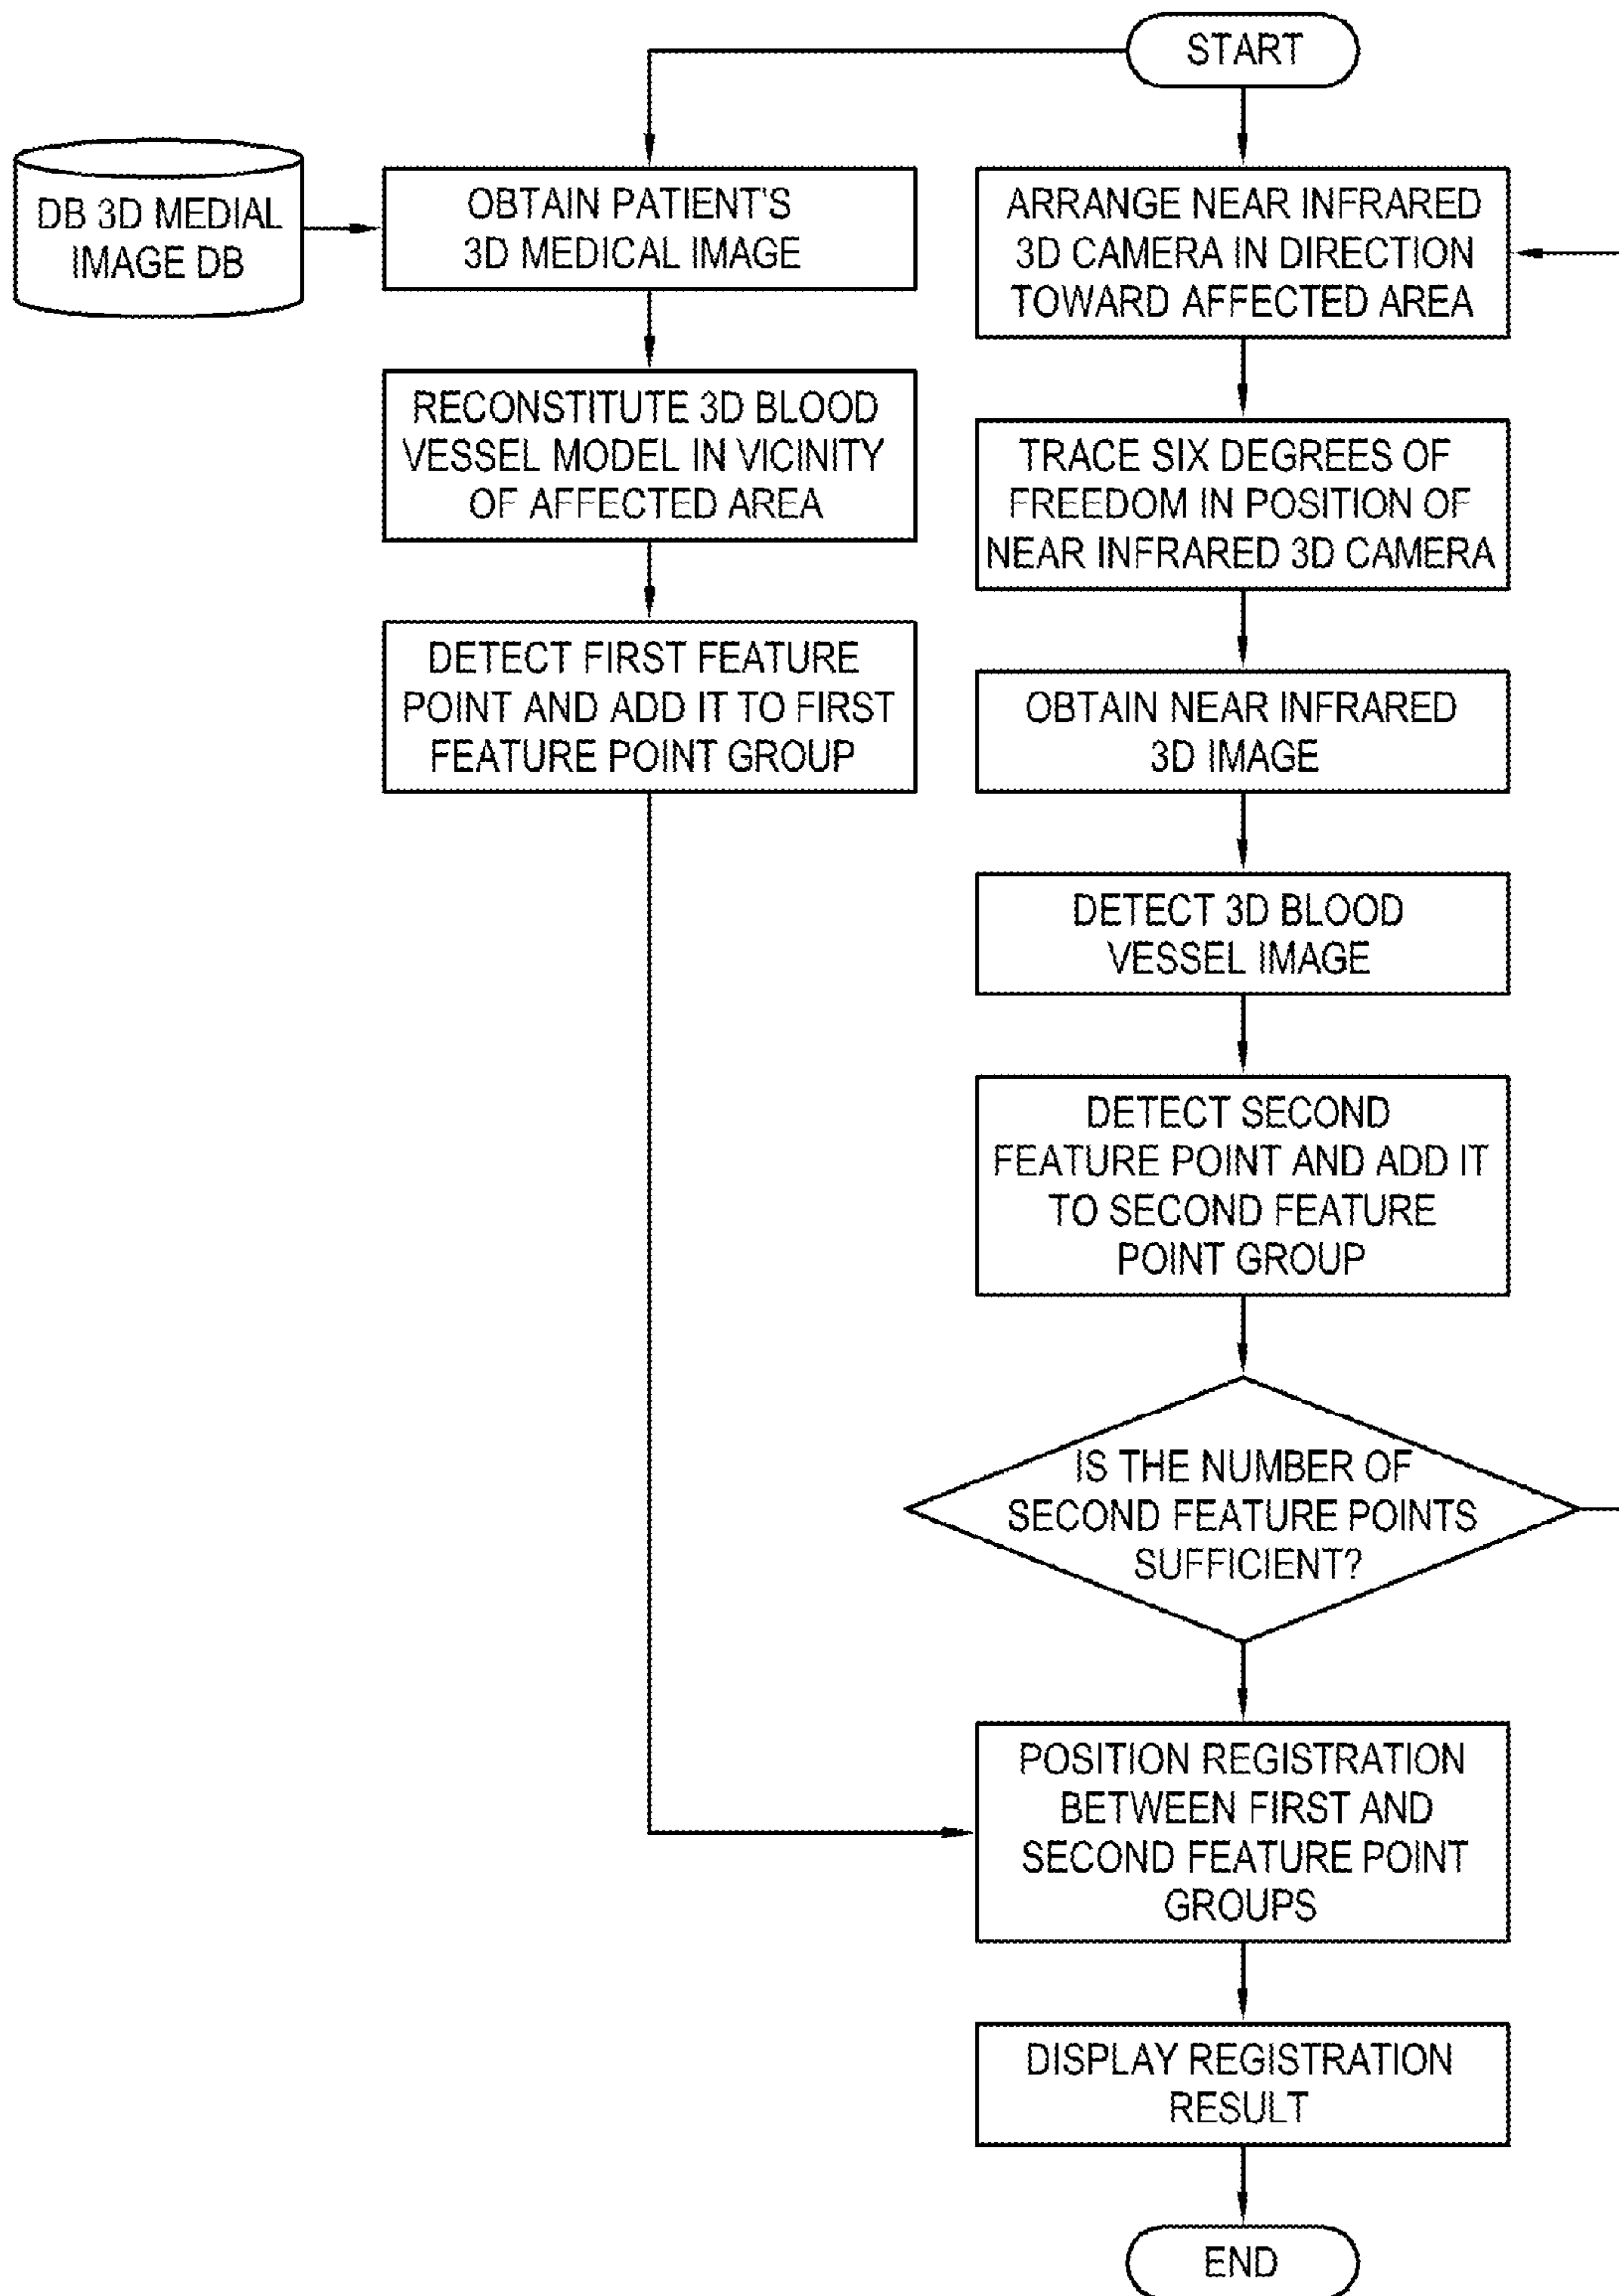 START
DB 3D MEDIAL
IMAGE DB
OBTAIN PATIENT'S
3D MEDICAL IMAGE
RECONSTITUTE 3D BLOOD
VESSEL MODEL IN VICINITY
OF AFFECTED AREA
DETECT FIRST FEATURE
POINT AND ADD IT TO FIRST
FEATURE POINT GROUP
ARRANGE NEAR INFRARED
3D CAMERA IN DIRECTION
TOWARD AFFECTED AREA
TRACE SIX DEGREES OF
FREEDOM IN POSITION OF
NEAR INFRARED 3D CAMERA
OBTAIN NEAR INFRARED
3D IMAGE
DETECT 3D BLOOD
VESSEL IMAGE
DETECT SECOND
FEATURE POINT AND ADD IT
TO SECOND FEATURE
POINT GROUP
IS THE NUMBER OF
SECOND FEATURE POINTS
SUFFICIENT?
POSITION REGISTRATION
BETWEEN FIRST AND
SECOND FEATURE POINT
GROUPS
DISPLAY REGISTRATION
RESULT
END